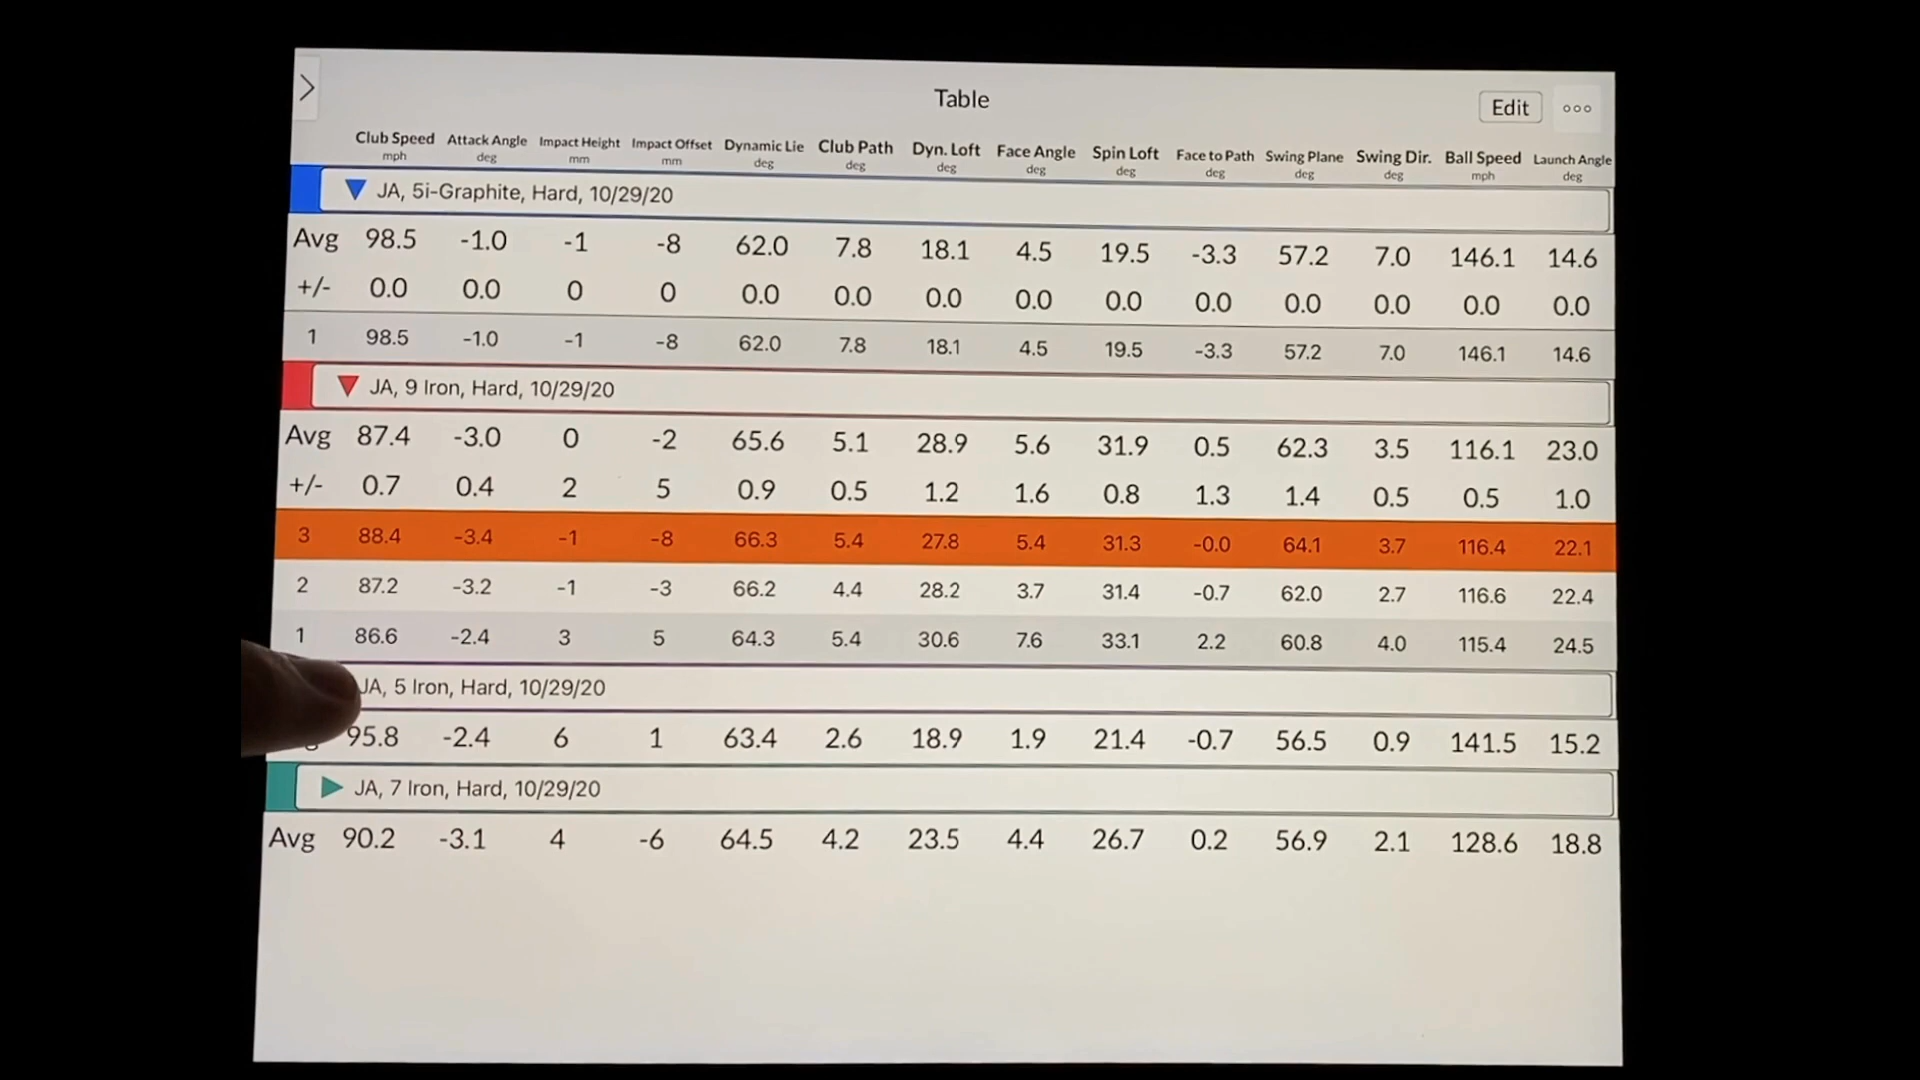 Table
Edit
Club Speed Attack Angle Impact Height Impact Offset Dynamic Lie Club Path Dyn. Loft Face Angle Spin Loft Face to Path Swing Plane Swing Dir. Ball Speed Launch Angle
mph deg mm mm deg deg deg deg deg deg deg deg mph deg
JA, 5i-Graphite, Hard, 10/29/20
Avg 98.5 -1.0 -1 -8 62.0 7.8 18.1 4.5 19.5 -3.3 57.2 7.0 146.1 14.6
+/- 0.0 0.0 0 0 0.0 0.0 0.0 0.0 0.0 0.0 0.0 0.0 0.0 0.0
1 98.5 -1.0 -1 -8 62.0 7.8 18.1 4.5 19.5 -3.3 57.2 7.0 146.1 14.6
JA, 9 Iron, Hard, 10/29/20
Avg 87.4 -3.0 0 -2 65.6 5.1 28.9 5.6 31.9 0.5 62.3 3.5 116.1 23.0
+/- 0.7 0.4 2 5 0.9 0.5 1.2 1.6 0.8 1.3 1.4 0.5 0.5 1.0
3 88.4 -3.4 -1 -8 66.3 5.4 27.8 5.4 31.3 -0.0 64.1 3.7 116.4 22.1
2 87.2 -3.2 -1 -3 66.2 4.4 28.2 3.7 31.4 -0.7 62.0 2.7 116.6 22.4
1 86.6 -2.4 3 5 64.3 5.4 30.6 7.6 33.1 2.2 60.8 4.0 115.4 24.5
JA, 5 Iron, Hard, 10/29/20
95.8 -2.4 6 1 63.4 2.6 18.9 1.9 21.4 -0.7 56.5 0.9 141.5 15.2
JA, 7 Iron, Hard, 10/29/20
Avg 90.2 -3.1 4 -6 64.5 4.2 23.5 4.4 26.7 0.2 56.9 2.1 128.6 18.8